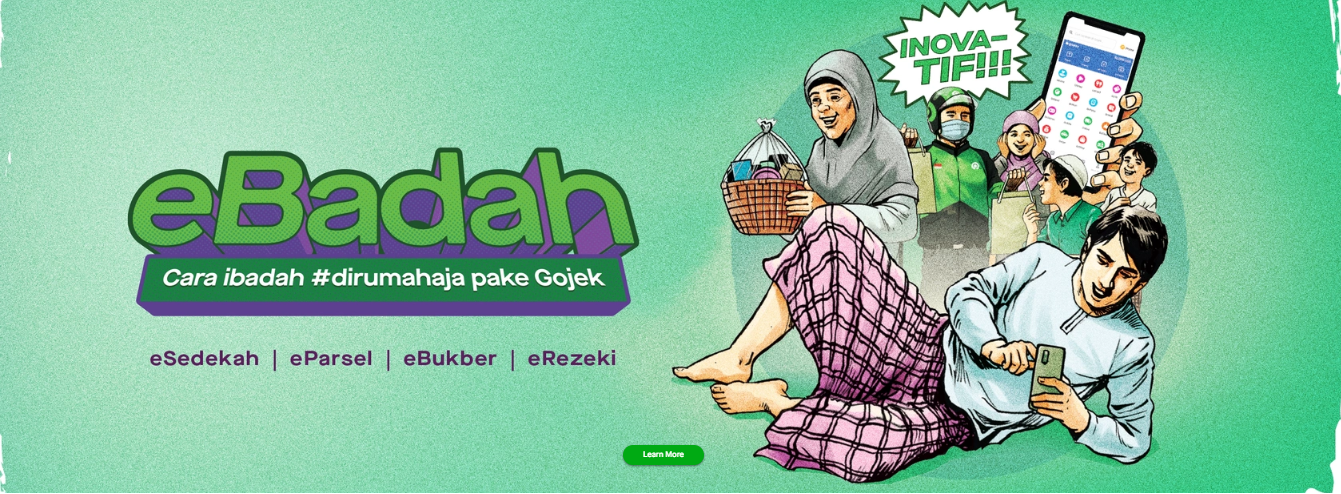 INOVA-
TIF!!!
eBadah
Cara ibadah #dirumahaja pake Gojek
eSedekah | eParsel | eBukber | eRezeki
Learn More